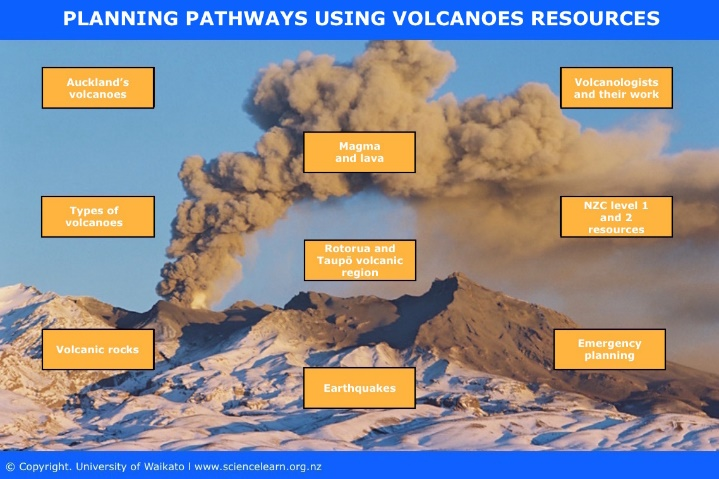 PLANNING PATHWAYS USING VOLCANOES RESOURCES
Auckland's
volcanoes
Volcanologists
and their work
Magma
and lava
Types of
volcanoes
NZC level 1
and 2
resources
Rotorua and
Taupō volcanic
region
Volcanic rocks
Emergency
planning
Earthquakes
© Copyright. University of Waikato | www.sciencelearn.org.nz